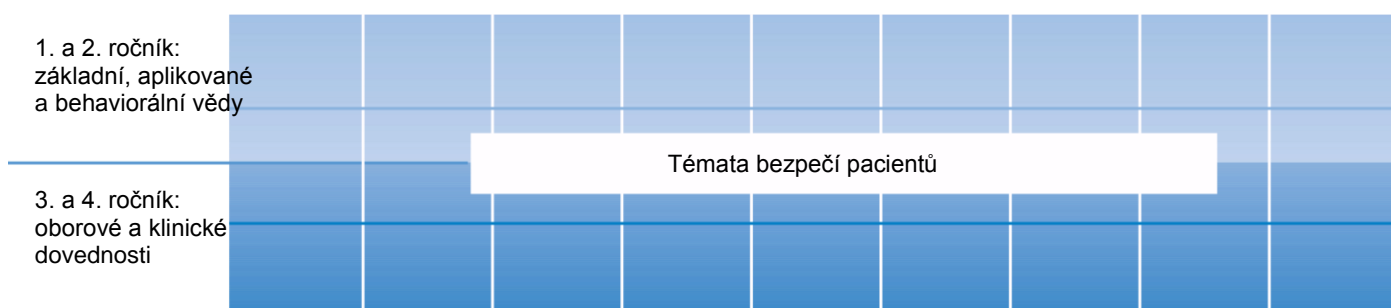 1. a 2. ročník:
základní, aplikované
a behaviorální vědy
Témata bezpečí pacientů
3. a 4. ročník:
oborové a klinické
dovednosti